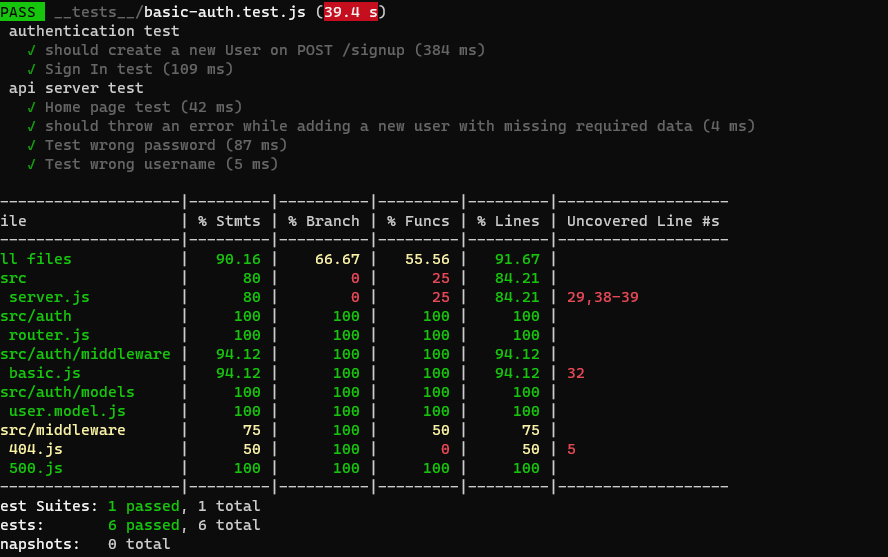 PASS __tests__/basic-auth.test.js (39.4 s)
 authentication test
   √ should create a new User on POST /signup (384 ms)
   √ Sign In test (109 ms)
 api server test
   √ Home page test (42 ms)
   √ should throw an error while adding a new user with missing required data (4 ms)
   √ Test wrong password (87 ms)
   √ Test wrong username (5 ms)
--------------------|---------|----------|---------|---------|-------------------
ile                 | % Stmts | % Branch | % Funcs | % Lines | Uncovered Line #s
--------------------|---------|----------|---------|---------|-------------------
ll files            |   90.16 |    66.67 |   55.56 |   91.67 |
src                 |      80 |        0 |      25 |   84.21 |
 server.js          |      80 |        0 |      25 |   84.21 | 29,38-39
src/auth            |     100 |      100 |     100 |     100 |
 router.js          |     100 |      100 |     100 |     100 |
src/auth/middleware |   94.12 |      100 |     100 |   94.12 |
 basic.js           |   94.12 |      100 |     100 |   94.12 | 32
src/auth/models     |     100 |      100 |     100 |     100 |
 user.model.js      |     100 |      100 |     100 |     100 |
src/middleware      |      75 |      100 |      50 |      75 |
 404.js             |      50 |      100 |       0 |      50 | 5
 500.js             |     100 |      100 |     100 |     100 |
--------------------|---------|----------|---------|---------|-------------------
est Suites: 1 passed, 1 total
ests:       6 passed, 6 total
napshots:   0 total